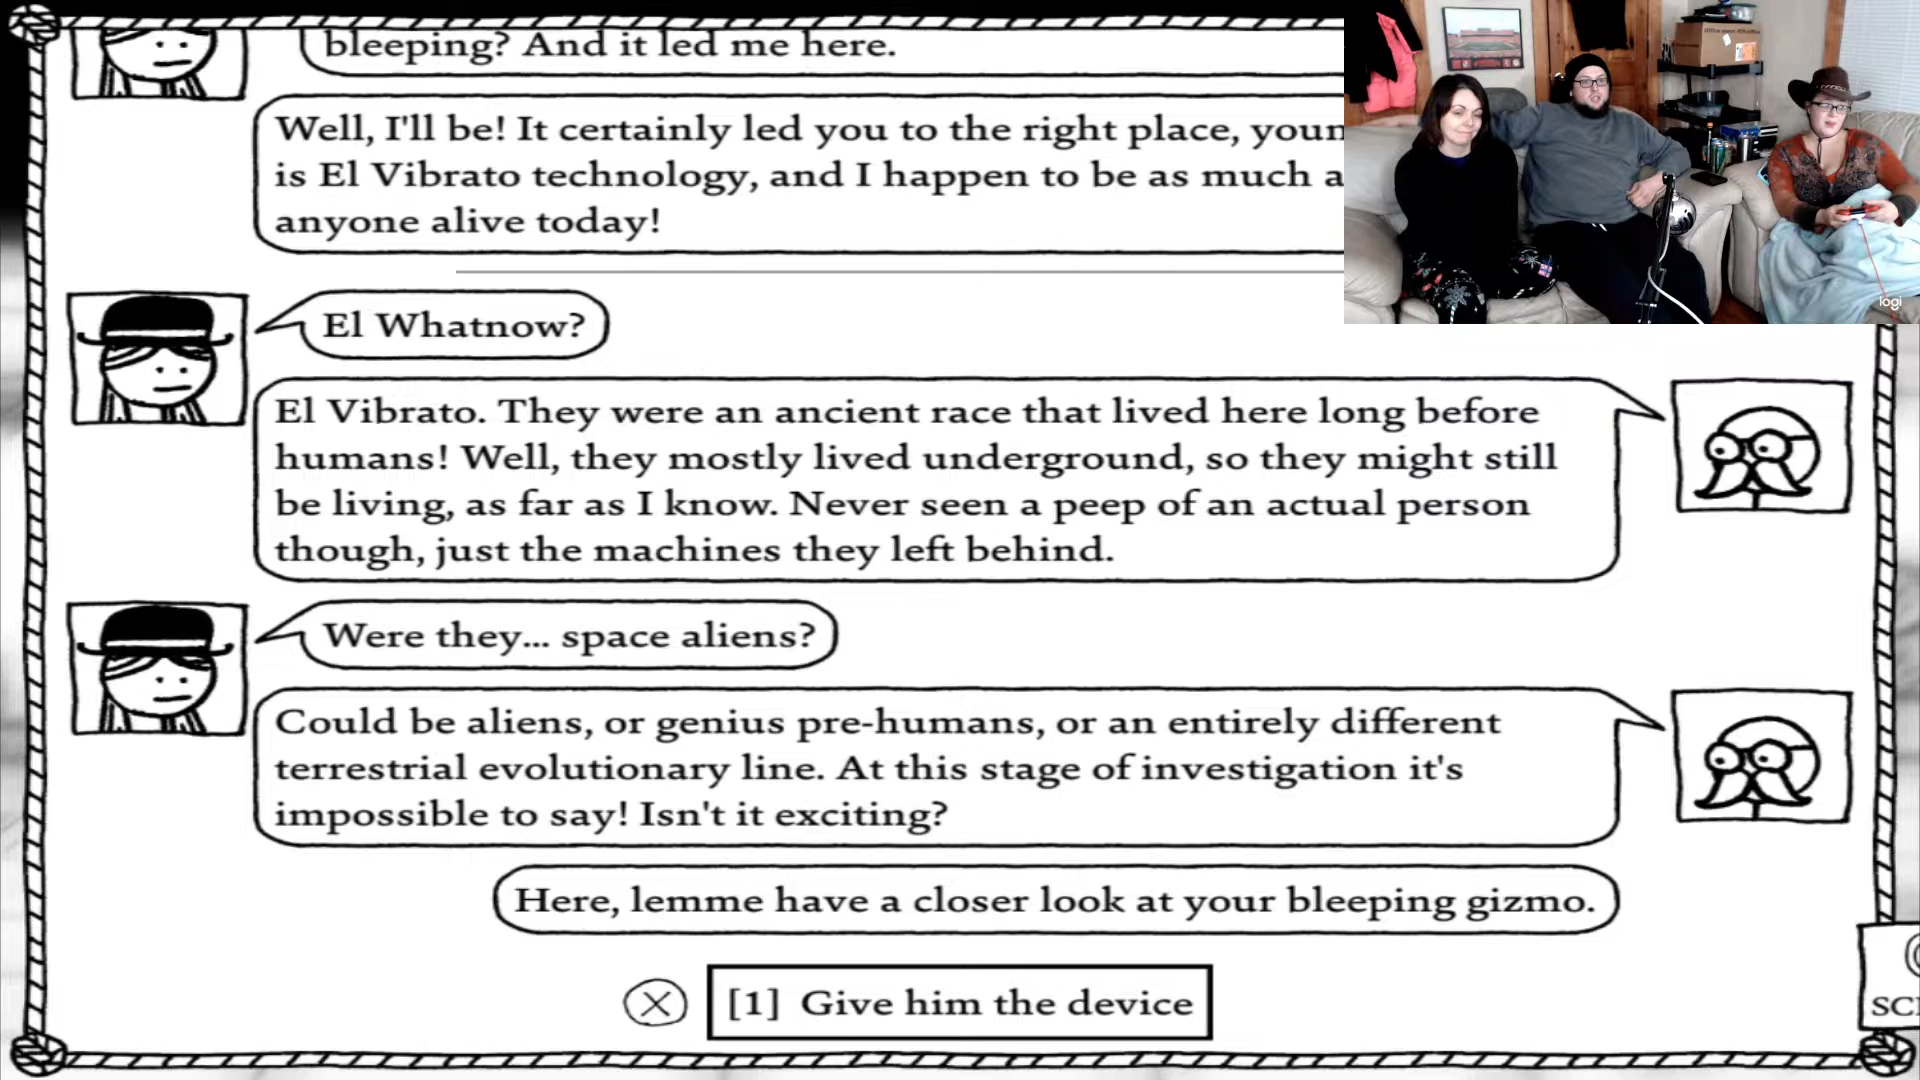 bleeping? And it led me here.
Well, I'll be! It certainly led you to the right place, youn
is El Vibrato technology, and I happen to be as much a
anyone alive today!
El Whatnow?
El Vibrato. They were an ancient race that lived here long before
humans! Well, they mostly lived underground, so they might still
be living, as far as I know. Never seen a peep of an actual person
though, just the machines they left behind.
Were they... space aliens?
Could be aliens, or genius pre-humans, or an entirely different
terrestrial evolutionary line. At this stage of investigation it's
impossible to say! Isn't it exciting?
Here, lemme have a closer look at your bleeping gizmo.
[1] Give him the device
logi